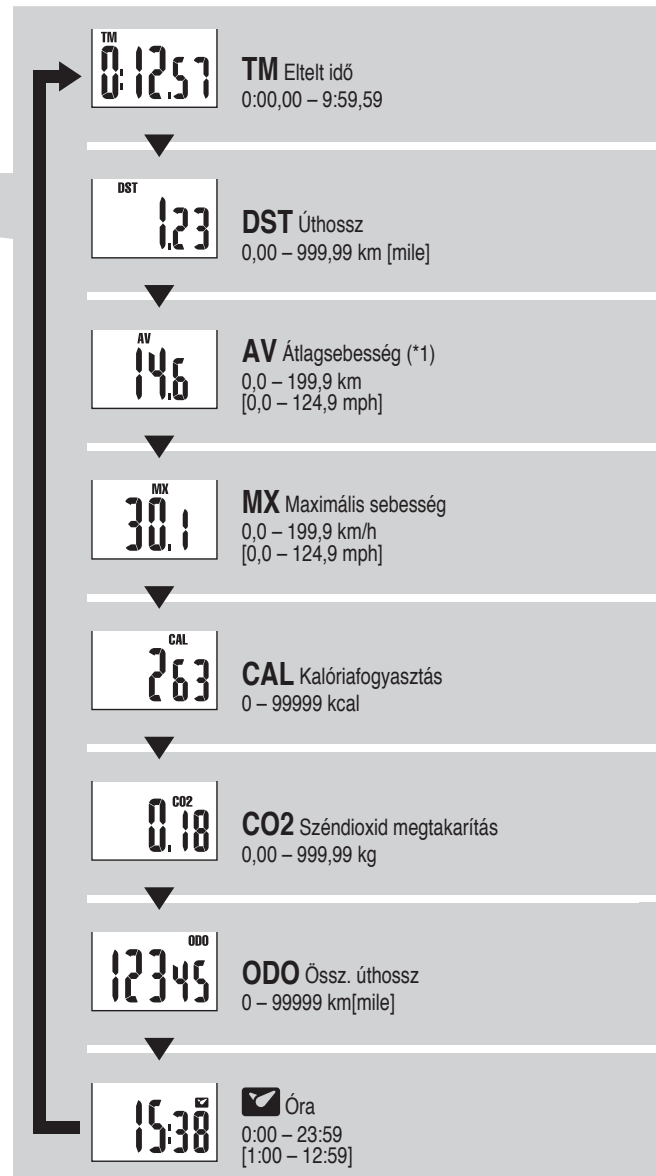 TM
0:12.57
TM Eltelt idő
0:00,00 – 9:59,59
DST
1.23
DST Úthossz
0,00 – 999,99 km [mile]
AV
14.6
AV Átlagsebesség (*1)
0,0 – 199,9 km
[0,0 – 124,9 mph]
MX
30.1
MX Maximális sebesség
0,0 – 199,9 km/h
[0,0 – 124,9 mph]
CAL
263
CAL Kalóriafogyasztás
0 – 99999 kcal
CO2
0.18
CO2 Széndioxid megtakarítás
0,00 – 999,99 kg
ODO
12345
ODO Össz. úthossz
0 – 99999 km[mile]
15:38
Óra
0:00 – 23:59
[1:00 – 12:59]